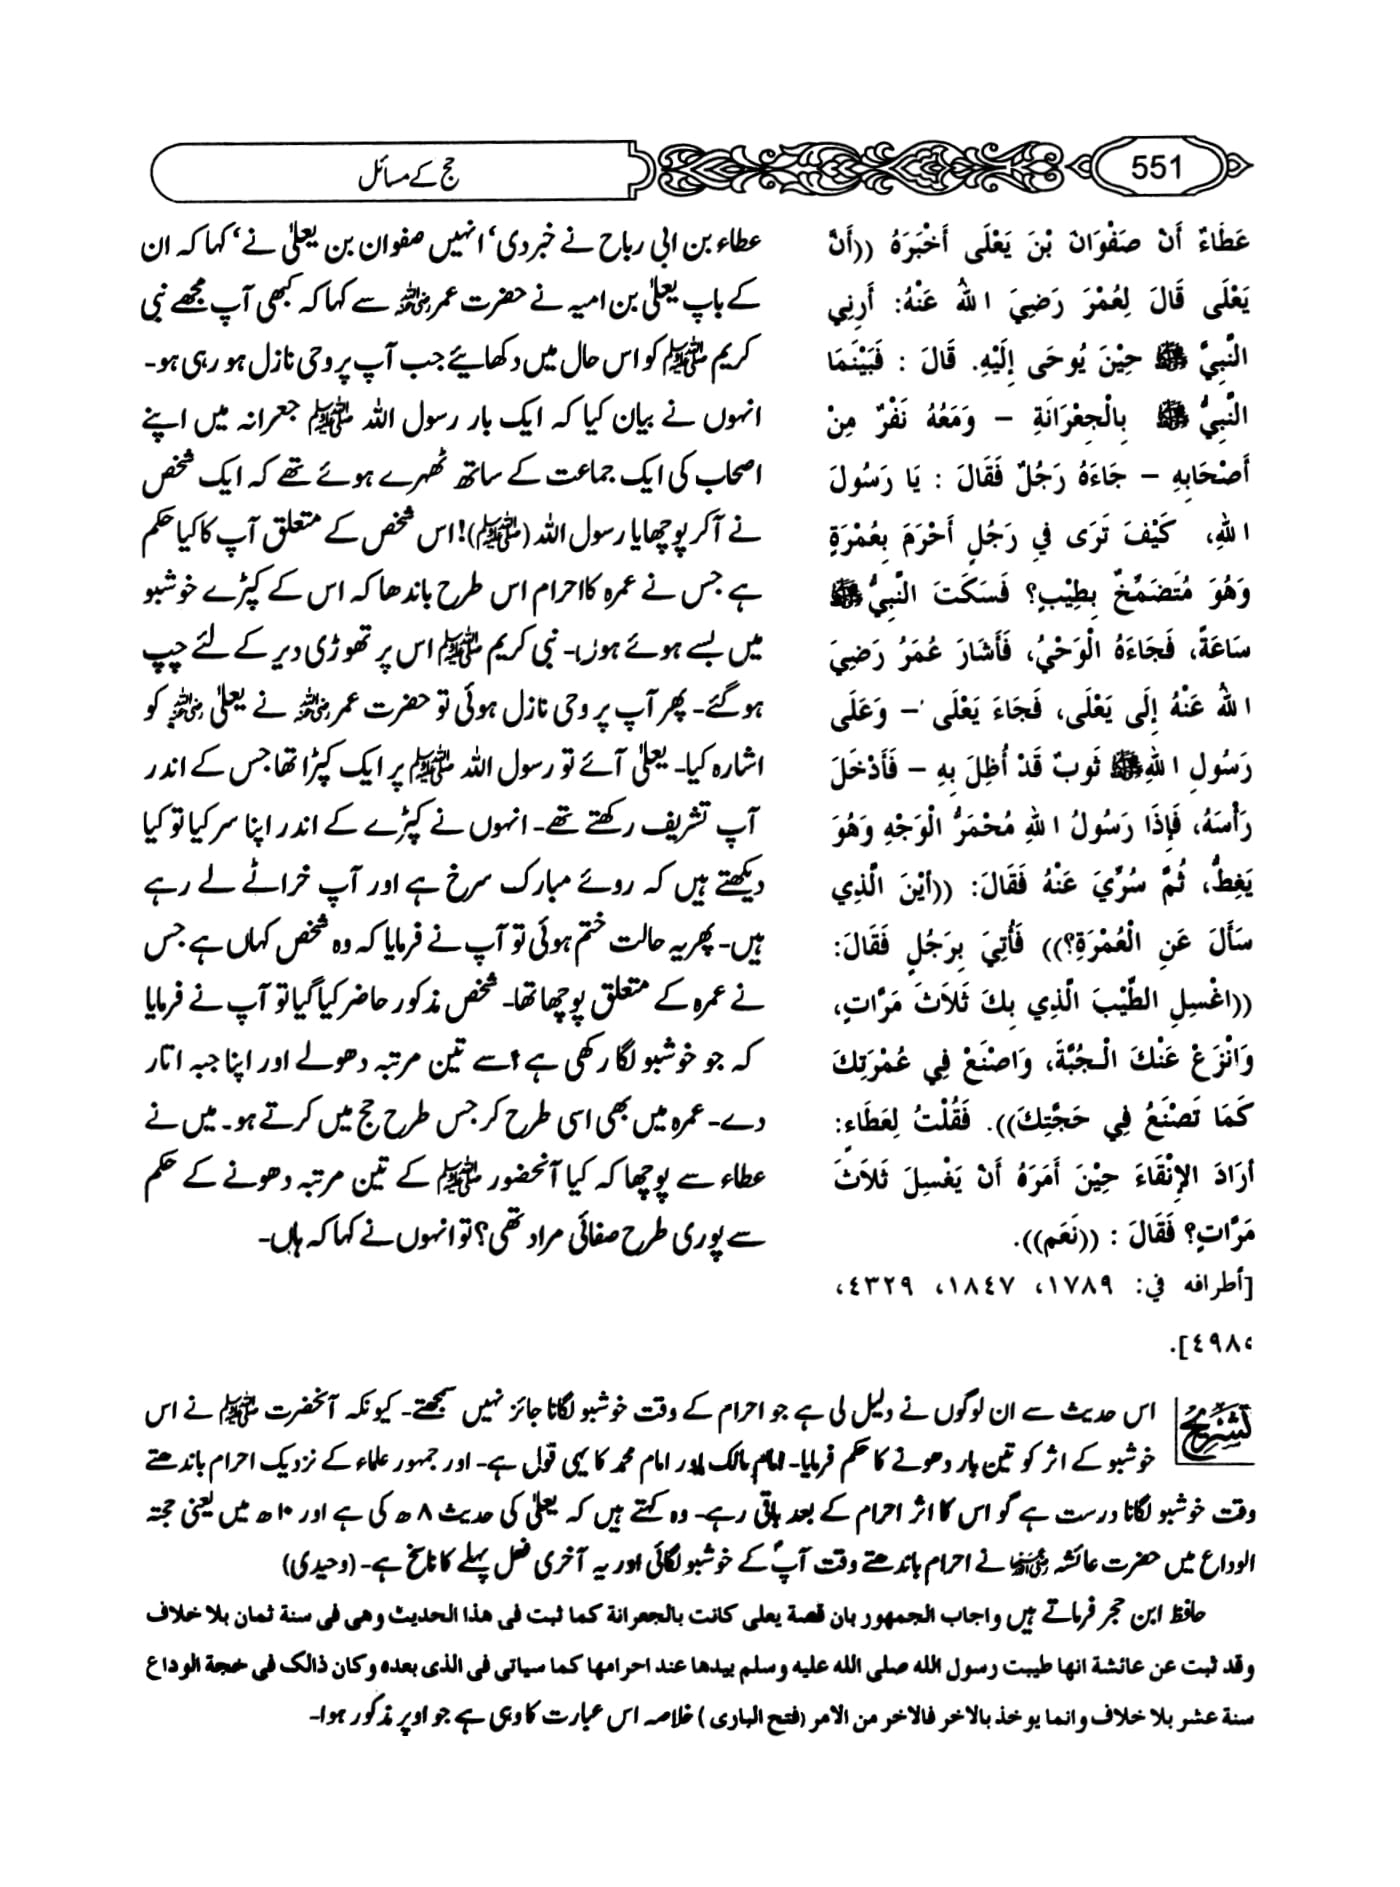 551
حج کے مسائل
عَطَاءٌ أَنَّ صَفْوَانَ بْنَ يَعْلَى أَخْبَرَهُ ((أَنَّ
يَعْلَى قَالَ لِعُمَرَ رَضِيَ اللهُ عَنْهُ: أَرِنِي
النَّبِيَّ ﷺ حِيْنَ يُوحَى إِلَيْهِ. قَالَ : فَبَيْنَمَا
النَّبِيُّ ﷺ بِالْجِعْرَانَةِ – وَمَعَهُ نَفَرٌ مِنْ
أَصْحَابِهِ – جَاءَهُ رَجُلٌ فَقَالَ : يَا رَسُولَ
اللهِ، كَيْفَ تَرَى فِي رَجُلٍ أَحْرَمَ بِعُمْرَةٍ
وَهُوَ مُتَضَمِّخٌ بِطِيْبٍ؟ فَسَكَتَ النَّبِيُّ ﷺ
سَاعَةً، فَجَاءَهُ الْوَحْيُ، فَأَشَارَ عُمَرُ رَضِيَ
اللهُ عَنْهُ إِلَى يَعْلَى، فَجَاءَ يَعْلَى – وَعَلَى
رَسُولِ اللهِ ﷺ ثَوبٌ قَدْ أُظِلَّ بِهِ – فَأَدْخَلَ
رَأْسَهُ، فَإِذَا رَسُولُ اللهِ مُحْمَرُّ الْوَجْهِ وَهُوَ
يَغِطُّ، ثُمَّ سُرِّيَ عَنْهُ فَقَالَ: ((أَيْنَ الَّذِي
سَأَلَ عَنِ الْعُمْرَةِ؟)) فَأُتِيَ بِرَجُلٍ فَقَالَ:
((اغْسِلِ الطِّيْبَ الَّذِي بِكَ ثَلاَثَ مَرَّاتٍ،
وَانْزَعْ عَنْكَ الْجُبَّةَ، وَاصْنَعْ فِي عُمْرَتِكَ
كَمَا تَصْنَعُ فِي حَجَّتِكَ)). فَقُلْتُ لِعَطَاءٍ:
أَرَادَ الإِنْقَاءَ حِيْنَ أَمَرَهُ أَنْ يَغْسِلَ ثَلاَثَ
مَرَّاتٍ؟ فَقَالَ : ((نَعَم)).
[أطرافه في: ١٧٨٩، ١٨٤٧، ٤٣٢٩،
٤٩٨٥].
عطاء بن ابی رباح نے خبر دی‘ انہیں صفوان بن یعلیٰ نے‘ کہا کہ ان
کے باپ یعلیٰ بن امیہ نے حضرت عمر رضی اللہ عنہ سے کہا کہ کبھی آپ مجھے نبی
کریم ﷺ کو اس حال میں دکھایئے جب آپ پر وحی نازل ہو رہی ہو۔
انہوں نے بیان کیا کہ ایک بار رسول اللہ ﷺ جعرانہ میں اپنے
اصحاب کی ایک جماعت کے ساتھ ٹھہرے ہوئے تھے کہ ایک شخص
نے آکر پوچھا یا رسول اللہ (ﷺ)! اس شخص کے متعلق آپ کا کیا حکم
ہے جس نے عمرہ کا احرام اس طرح باندھا کہ اس کے کپڑے خوشبو
میں بسے ہوئے ہوں۔ نبی کریم ﷺ اس پر تھوڑی دیر کے لئے چپ
ہو گئے۔ پھر آپ پر وحی نازل ہوئی تو حضرت عمر رضی اللہ عنہ نے یعلیٰ رضی اللہ عنہ کو
اشارہ کیا۔ یعلیٰ آئے تو رسول اللہ ﷺ پر ایک کپڑا تھا جس کے اندر
آپ تشریف رکھتے تھے۔ انہوں نے کپڑے کے اندر اپنا سر کیا تو کیا
دیکھتے ہیں کہ روئے مبارک سرخ ہے اور آپ خراٹے لے رہے
ہیں۔ پھر یہ حالت ختم ہوئی تو آپ نے فرمایا کہ وہ شخص کہاں ہے جس
نے عمرہ کے متعلق پوچھا تھا۔ شخص مذکور حاضر کیا گیا تو آپ نے فرمایا
کہ جو خوشبو لگا رکھی ہے اسے تین مرتبہ دھولے اور اپنا جبہ اتار
دے۔ عمرہ میں بھی اسی طرح کر جس طرح حج میں کرتے ہو۔ میں نے
عطاء سے پوچھا کہ کیا آنحضور ﷺ کے تین مرتبہ دھونے کے حکم
سے پوری طرح صفائی مراد تھی؟ تو انہوں نے کہا کہ ہاں۔
تشریح
اس حدیث سے ان لوگوں نے دلیل لی ہے جو احرام کے وقت خوشبو لگانا جائز نہیں سمجھتے۔ کیونکہ آنحضرت ﷺ نے اس
خوشبو کے اثر کو تین بار دھونے کا حکم فرمایا۔ امام مالک اور امام محمد کا یہی قول ہے۔ اور جمہور علماء کے نزدیک احرام باندھتے
وقت خوشبو لگانا درست ہے گو اس کا اثر احرام کے بعد باقی رہے۔ وہ کہتے ہیں کہ یعلیٰ کی حدیث ۸ ھ کی ہے اور ۱۰ ھ میں یعنی حجۃ
الوداع میں حضرت عائشہ رضی اللہ عنہا نے احرام باندھتے وقت آپؐ کے خوشبو لگائی اور یہ آخری فعل پہلے کا ناسخ ہے۔ (وحیدی)
حافظ ابن حجر فرماتے ہیں واجاب الجمهور بان قصة يعلى كانت بالجعرانة كما ثبت فى هذا الحديث وهى فى سنة ثمان بلا خلاف
وقد ثبت عن عائشة انها طيبت رسول الله صلى الله عليه وسلم بيدها عند احرامها كما سياتى فى الذى بعده وكان ذالك فى حجة الوداع
سنة عشر بلا خلاف وانما يوخذ بالاخر فالاخر من الامر (فتح البارى) خلاصہ اس عبارت کا وہی ہے جو اوپر مذکور ہوا۔